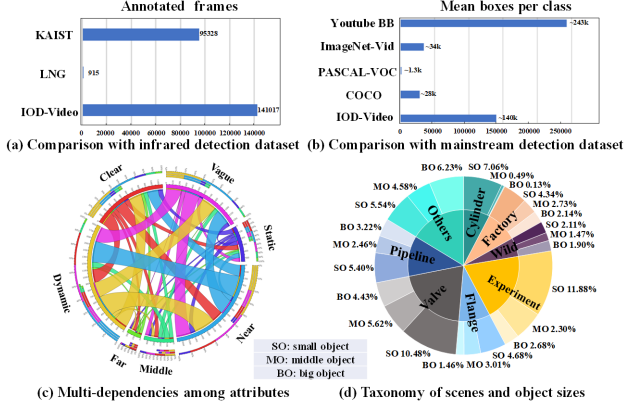 Annotated frames
KAIST
95328
LNG
915
IOD-Video
141017
0 20000 40000 60000 80000 100000 120000 140000
(a) Comparison with infrared detection dataset
Mean boxes per class
Youtube BB
~243k
ImageNet-Vid
~34k
PASCAL-VOC
~1.3k
COCO
~28k
IOD-Video
~140k
0 50000 100000 150000 200000 250000
(b) Comparison with mainstream detection dataset
Clear
Vague
Static
Near
Middle
Far
Dynamic
SO: small object
MO: middle object
BO: big object
(c) Multi-dependencies among attributes
Cylinder
SO 7.06%
MO 0.49%
BO 0.13%
Factory
SO 4.34%
MO 2.73%
BO 2.14%
Wild
SO 2.11%
MO 1.47%
BO 1.90%
Experiment
SO 11.88%
MO 2.30%
BO 2.68%
Flange
SO 4.68%
MO 3.01%
BO 1.46%
Valve
SO 10.48%
MO 5.62%
BO 4.43%
Pipeline
SO 5.40%
MO 2.46%
BO 3.22%
Others
SO 5.54%
MO 4.58%
BO 6.23%
(d) Taxonomy of scenes and object sizes